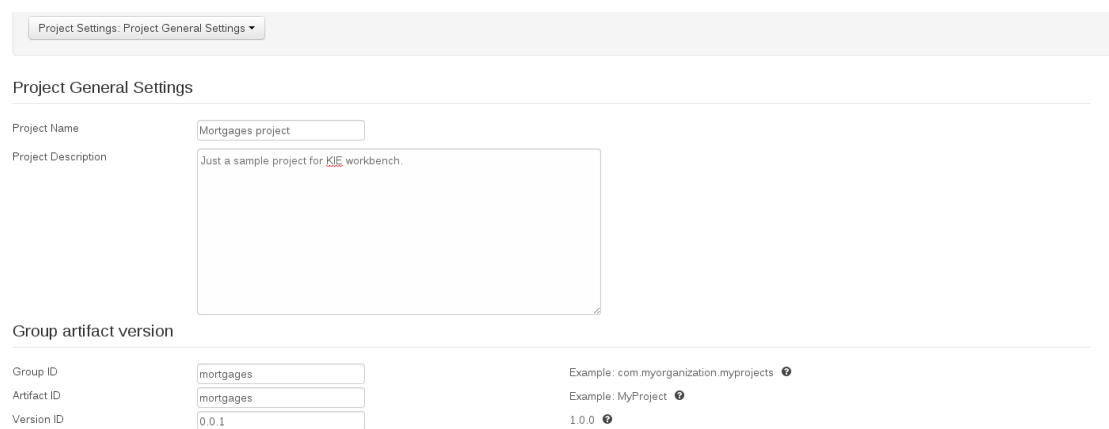 Project Settings: Project General Settings
Project General Settings
Project Name Mortgages project
Project Description Just a sample project for KIE workbench.
Group artifact version
Group ID mortgages Example: com.myorganization.myprojects
Artifact ID mortgages Example: MyProject
Version ID 0.0.1 1.0.0